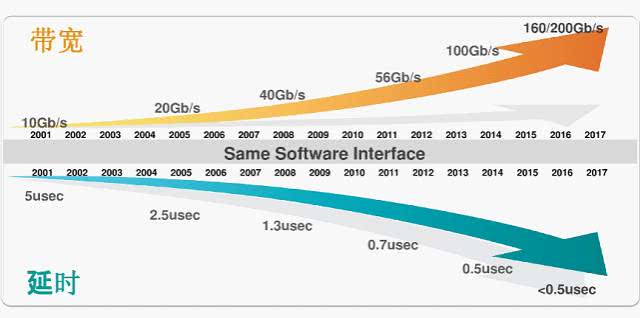 带宽
160/200Gb/s
100Gb/s
56Gb/s
40Gb/s
20Gb/s
10Gb/s
2001 2002 2003 2004 2005 2006 2007 2008 2009 2010 2011 2012 2013 2014 2015 2016 2017
Same Software Interface
2001 2002 2003 2004 2005 2006 2007 2008 2009 2010 2011 2012 2013 2014 2015 2016 2017
5usec
2.5usec
1.3usec
0.7usec
0.5usec
<0.5usec
延时